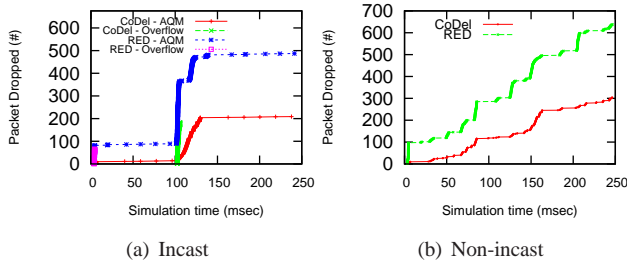 CoDel - AQM
CoDel - Overflow
RED - AQM
RED - Overflow
Packet Dropped (#)
600
500
400
300
200
100
0
0 50 100 150 200 250
Simulation time (msec)
(a) Incast
CoDel
RED
Packet Dropped (#)
700
600
500
400
300
200
100
0
0 50 100 150 200 250
Simulation time (msec)
(b) Non-incast